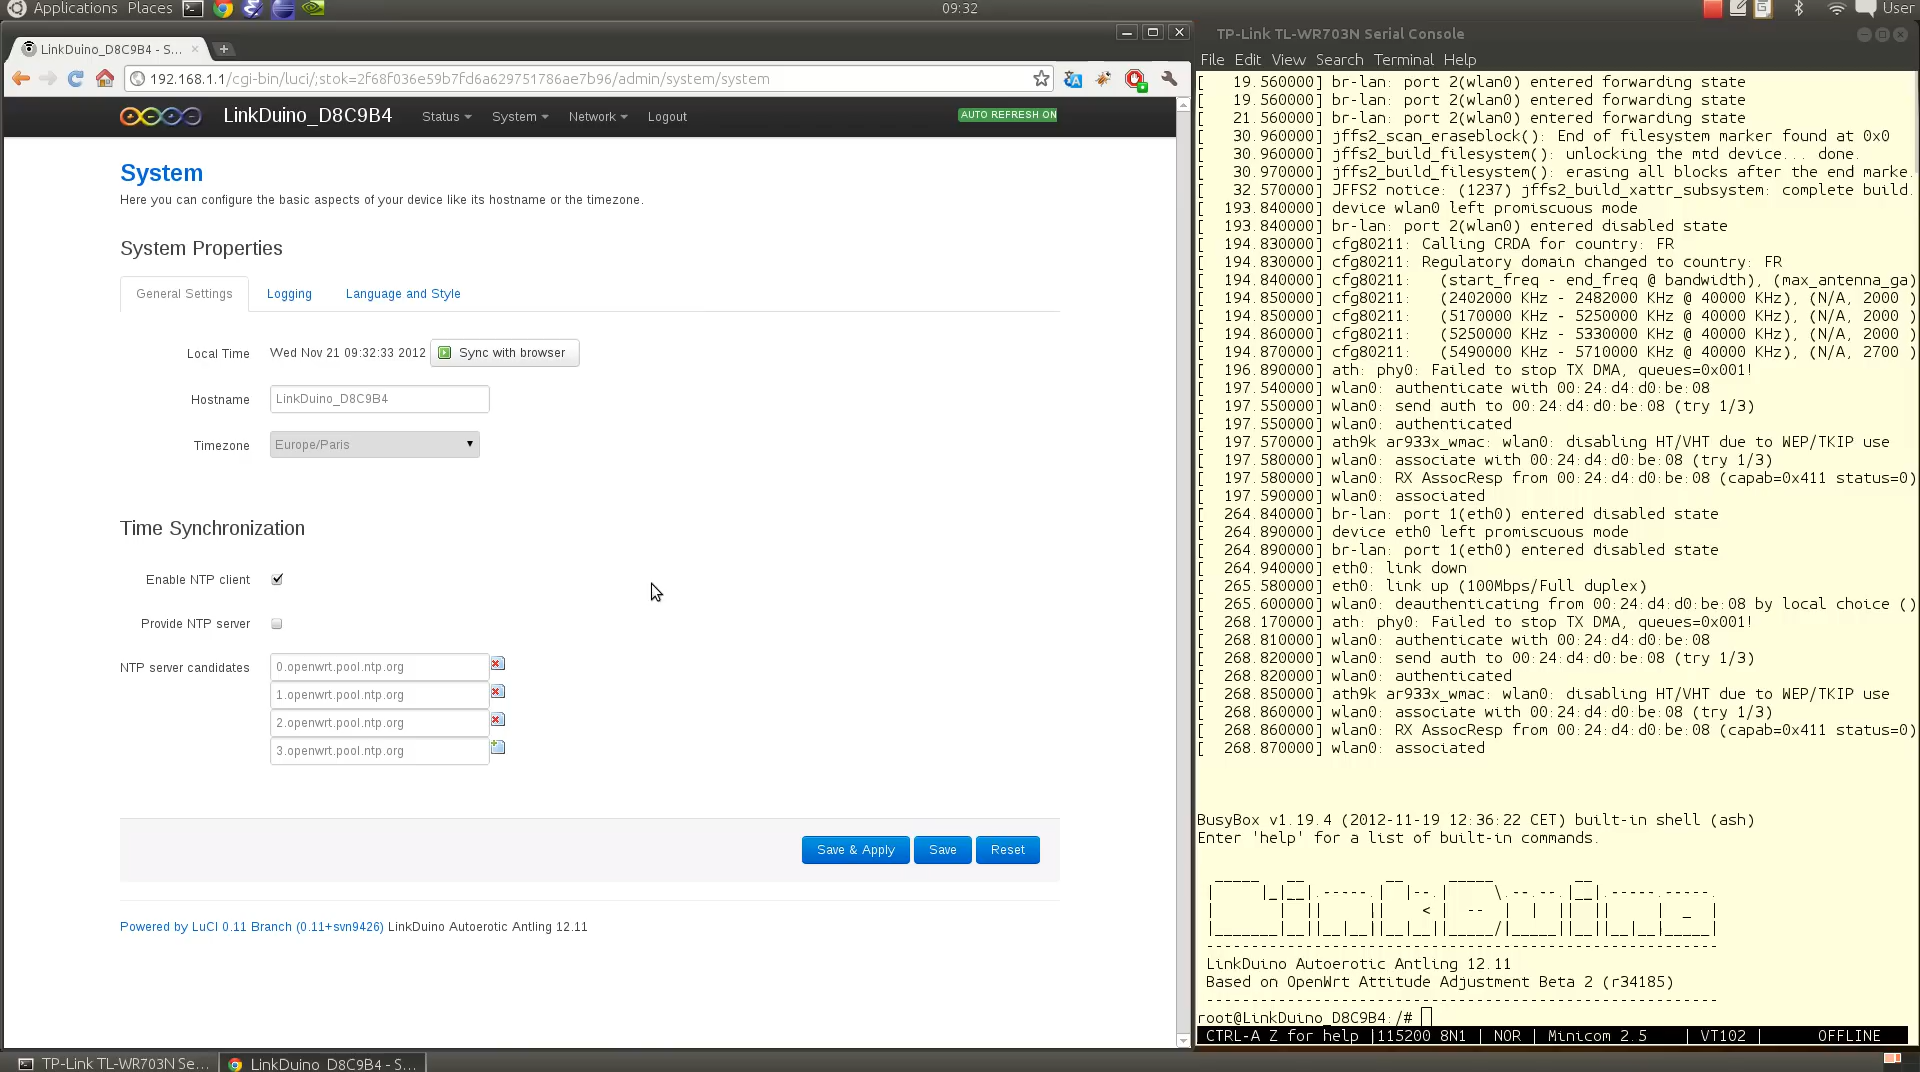 Applications Places
09:32
User
LinkDuino_D8C9B4 - S...
192.168.1.1/cgi-bin/luci/;stok=2f68f036e59b7fd6a629751786ae7b96/admin/system/system
LinkDuino_D8C9B4 Status System Network Logout
AUTO REFRESH ON
System
Here you can configure the basic aspects of your device like its hostname or the timezone.
System Properties
General Settings Logging Language and Style
Local Time Wed Nov 21 09:32:33 2012 Sync with browser
Hostname LinkDuino_D8C9B4
Timezone Europe/Paris
Time Synchronization
Enable NTP client
Provide NTP server
NTP server candidates 0.openwrt.pool.ntp.org
1.openwrt.pool.ntp.org
2.openwrt.pool.ntp.org
3.openwrt.pool.ntp.org
Save & Apply Save Reset
Powered by LuCI 0.11 Branch (0.11+svn9426) LinkDuino Autoerotic Antling 12.11
TP-Link TL-WR703N Serial Console
File Edit View Search Terminal Help
[   19.560000] br-lan: port 2(wlan0) entered forwarding state
[   19.560000] br-lan: port 2(wlan0) entered forwarding state
[   21.560000] br-lan: port 2(wlan0) entered forwarding state
[   30.960000] jffs2_scan_eraseblock(): End of filesystem marker found at 0x0
[   30.960000] jffs2_build_filesystem(): unlocking the mtd device... done.
[   30.970000] jffs2_build_filesystem(): erasing all blocks after the end marke.
[   32.570000] JFFS2 notice: (1237) jffs2_build_xattr_subsystem: complete build.
[  193.840000] device wlan0 left promiscuous mode
[  193.840000] br-lan: port 2(wlan0) entered disabled state
[  194.830000] cfg80211: Calling CRDA for country: FR
[  194.830000] cfg80211: Regulatory domain changed to country: FR
[  194.840000] cfg80211:   (start_freq - end_freq @ bandwidth), (max_antenna_ga)
[  194.850000] cfg80211:   (2402000 KHz - 2482000 KHz @ 40000 KHz), (N/A, 2000 )
[  194.850000] cfg80211:   (5170000 KHz - 5250000 KHz @ 40000 KHz), (N/A, 2000 )
[  194.860000] cfg80211:   (5250000 KHz - 5330000 KHz @ 40000 KHz), (N/A, 2000 )
[  194.870000] cfg80211:   (5490000 KHz - 5710000 KHz @ 40000 KHz), (N/A, 2700 )
[  196.890000] ath: phy0: Failed to stop TX DMA, queues=0x001!
[  197.540000] wlan0: authenticate with 00:24:d4:d0:be:08
[  197.550000] wlan0: send auth to 00:24:d4:d0:be:08 (try 1/3)
[  197.550000] wlan0: authenticated
[  197.570000] ath9k ar933x_wmac: wlan0: disabling HT/VHT due to WEP/TKIP use
[  197.580000] wlan0: associate with 00:24:d4:d0:be:08 (try 1/3)
[  197.580000] wlan0: RX AssocResp from 00:24:d4:d0:be:08 (capab=0x411 status=0)
[  197.590000] wlan0: associated
[  264.840000] br-lan: port 1(eth0) entered disabled state
[  264.890000] device eth0 left promiscuous mode
[  264.890000] br-lan: port 1(eth0) entered disabled state
[  264.940000] eth0: link down
[  265.580000] eth0: link up (100Mbps/Full duplex)
[  265.600000] wlan0: deauthenticating from 00:24:d4:d0:be:08 by local choice ()
[  268.170000] ath: phy0: Failed to stop TX DMA, queues=0x001!
[  268.810000] wlan0: authenticate with 00:24:d4:d0:be:08
[  268.820000] wlan0: send auth to 00:24:d4:d0:be:08 (try 1/3)
[  268.820000] wlan0: authenticated
[  268.850000] ath9k ar933x_wmac: wlan0: disabling HT/VHT due to WEP/TKIP use
[  268.860000] wlan0: associate with 00:24:d4:d0:be:08 (try 1/3)
[  268.860000] wlan0: RX AssocResp from 00:24:d4:d0:be:08 (capab=0x411 status=0)
[  268.870000] wlan0: associated
BusyBox v1.19.4 (2012-11-19 12:36:22 CET) built-in shell (ash)
Enter 'help' for a list of built-in commands.
LinkDuino Autoerotic Antling 12.11
Based on OpenWrt Attitude Adjustment Beta 2 (r34185)
root@LinkDuino_D8C9B4:/#
CTRL-A Z for help |115200 8N1 | NOR | Minicom 2.5    | VT102 |      OFFLINE
TP-Link TL-WR703N Se... LinkDuino_D8C9B4 - S...